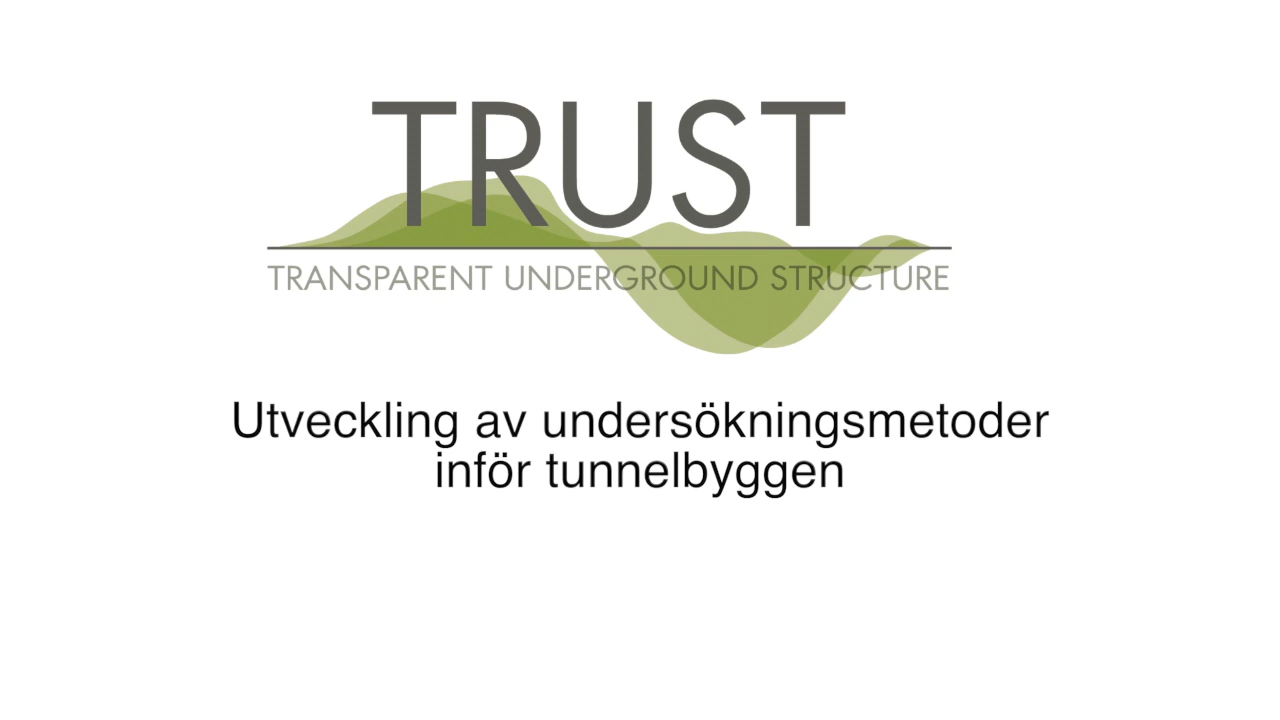 TRUST
TRANSPARENT UNDERGROUND STRUCTURE
Utveckling av undersökningsmetoder
inför tunnelbyggen